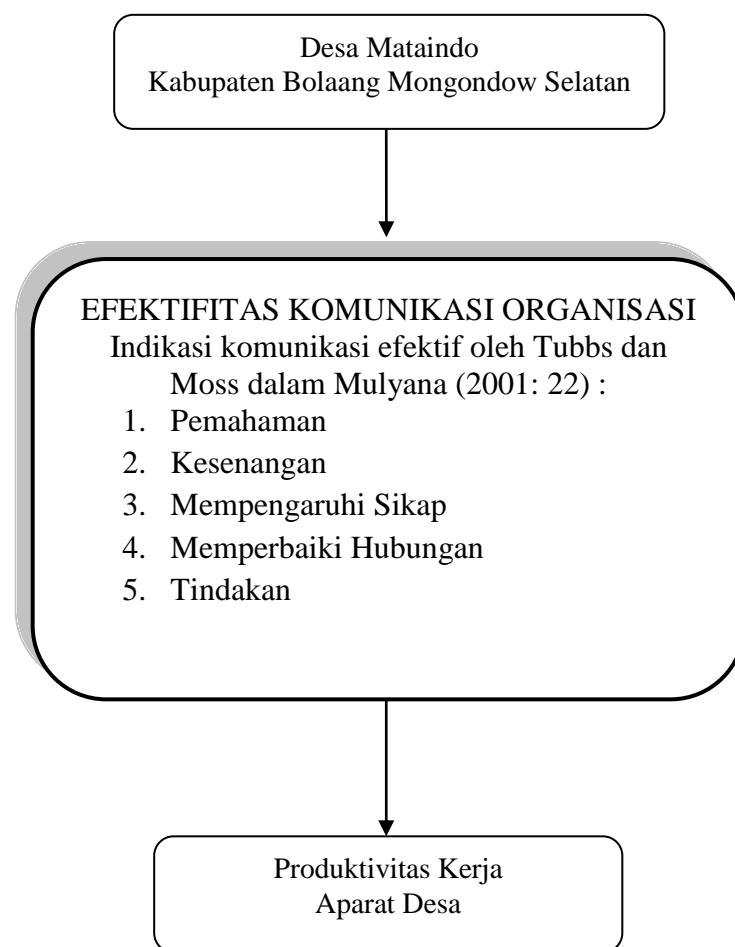 Desa Mataindo
Kabupaten Bolaang Mongondow Selatan
EFEKTIFITAS KOMUNIKASI ORGANISASI
Indikasi komunikasi efektif oleh Tubbs dan
Moss dalam Mulyana (2001: 22) :
1. Pemahaman
2. Kesenangan
3. Mempengaruhi Sikap
4. Memperbaiki Hubungan
5. Tindakan
Produktivitas Kerja
Aparat Desa